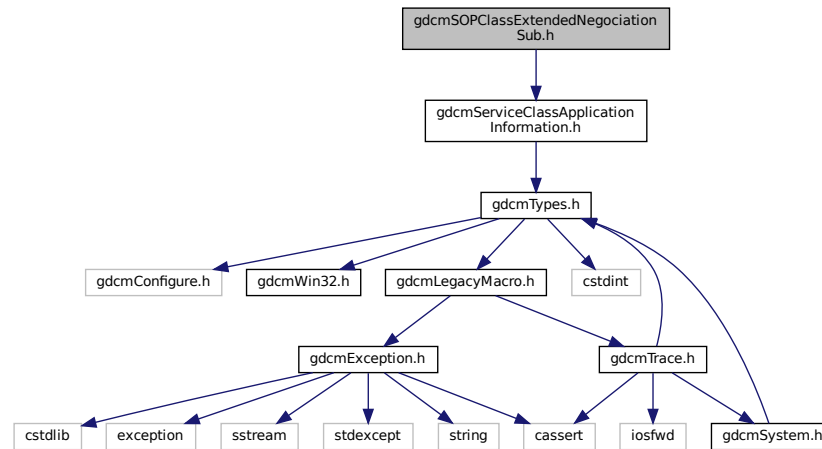 gdcmSOPClassExtendedNegociation
Sub.h
gdcmServiceClassApplication
Information.h
gdcmTypes.h
gdcmConfigure.h
gdcmWin32.h
gdcmLegacyMacro.h
cstdint
gdcmException.h
gdcmTrace.h
cstdlib
exception
sstream
stdexcept
string
cassert
iosfwd
gdcmSystem.h